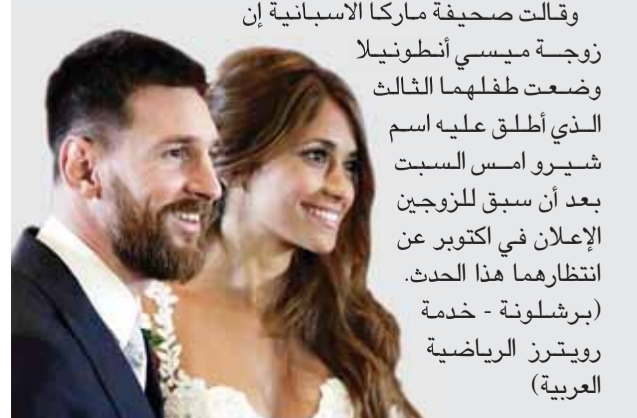 وقالت صحيفة ماركا الاسبانية إن
زوجة ميسي أنطونيلا
وضعت طفلهما الثالث
الذي أطلق عليه اسم
شيرو امس السبت
بعد أن سبق للزوجين
الإعلان في اكتوبر عن
انتظارهما هذا الحدث.
(برشلونة - خدمة
رويترز الرياضية
العربية)